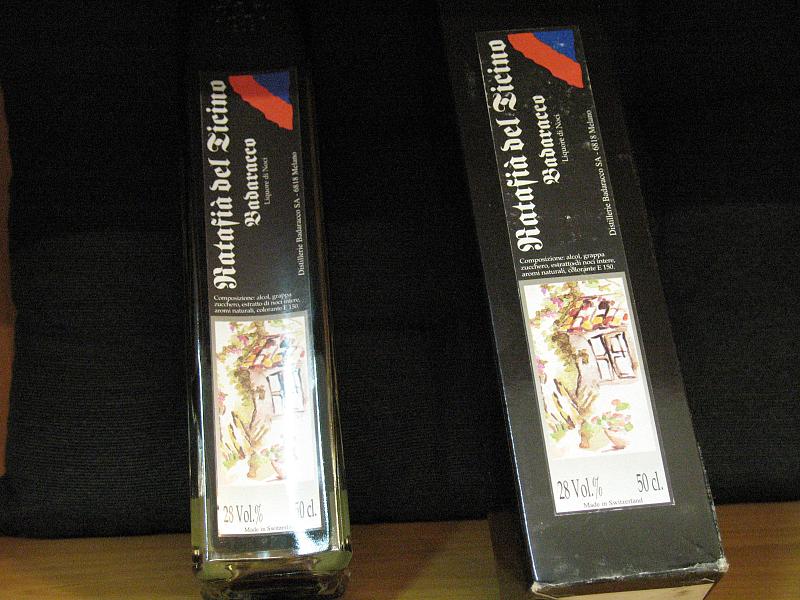 Ratafià del Ticino
Badaracco
Liquore di Noci
Distillerie Badaracco SA - 6818 Melano
Composizione: alcol, grappa
zucchero, estratto di noci intere,
aromi naturali, colorante E 150.
28 Vol.% 50 cl.
Made in Switzerland
Ratafià del Ticino
Badaracco
Liquore di Noci
Distillerie Badaracco SA - 6818 Melano
Composizione: alcol, grappa
zucchero, estratto di noci intere,
aromi naturali, colorante E 150.
28 Vol.% 50 cl.
Made in Switzerland